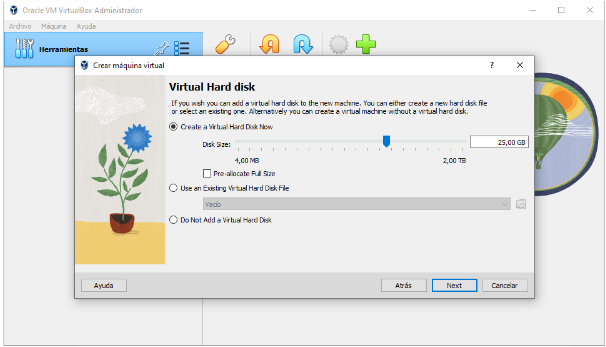 Oracle VM VirtualBox Administrador
Archivo Máquina Ayuda
Herramientas
Crear máquina virtual
Virtual Hard disk
If you wish you can add a virtual hard disk to the new machine. You can either create a new hard disk file
or select an existing one. Alternatively you can create a virtual machine without a virtual hard disk.
Create a Virtual Hard Disk Now
Disk Size: 25,00 GB
4,00 MB 2,00 TB
Pre-allocate Full Size
Use an Existing Virtual Hard Disk File
Vacío
Do Not Add a Virtual Hard Disk
Ayuda Atrás Next Cancelar